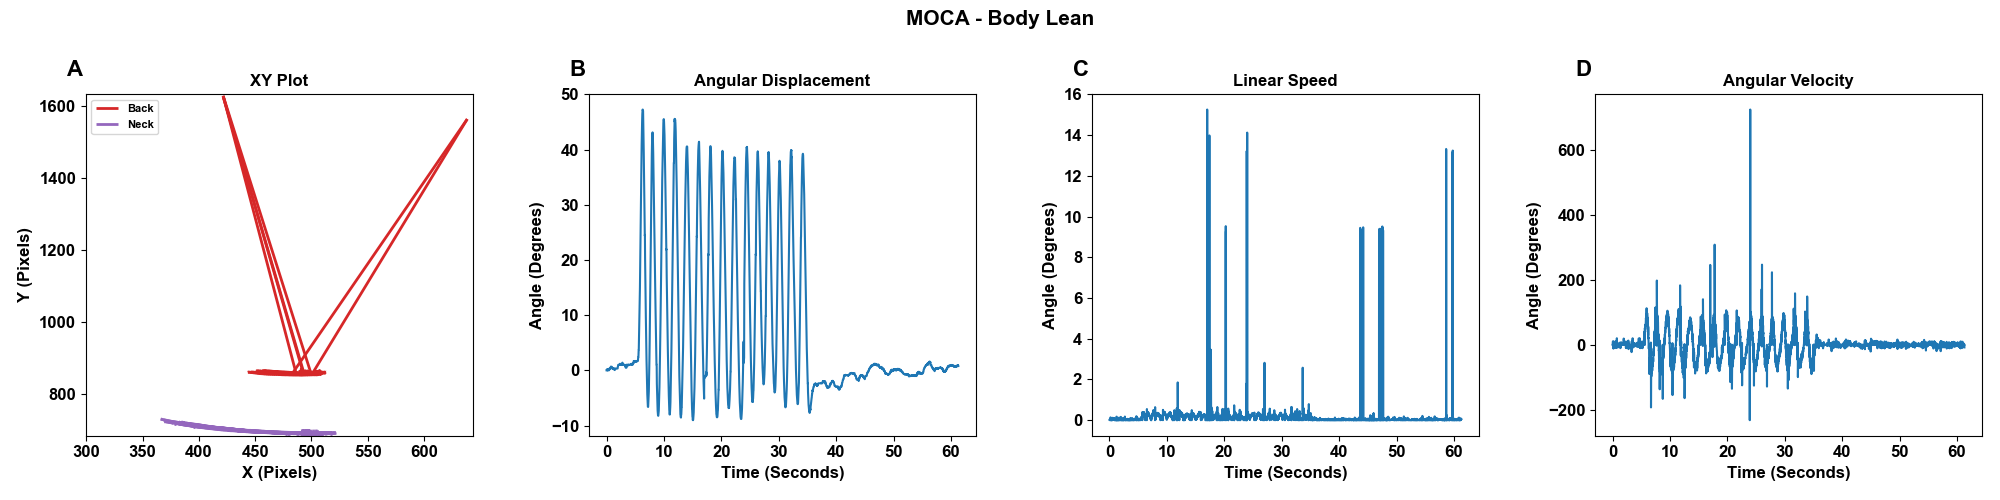 MOCA - Body Lean
A
XY Plot
Back
Neck
1600
1400
1200
1000
800
300 350 400 450 500 550 600
Y (Pixels)
X (Pixels)
B
Angular Displacement
50
40
30
20
10
0
−10
0 10 20 30 40 50 60
Angle (Degrees)
Time (Seconds)
C
Linear Speed
16
14
12
10
8
6
4
2
0
0 10 20 30 40 50 60
Angle (Degrees)
Time (Seconds)
D
Angular Velocity
600
400
200
0
−200
0 10 20 30 40 50 60
Angle (Degrees)
Time (Seconds)